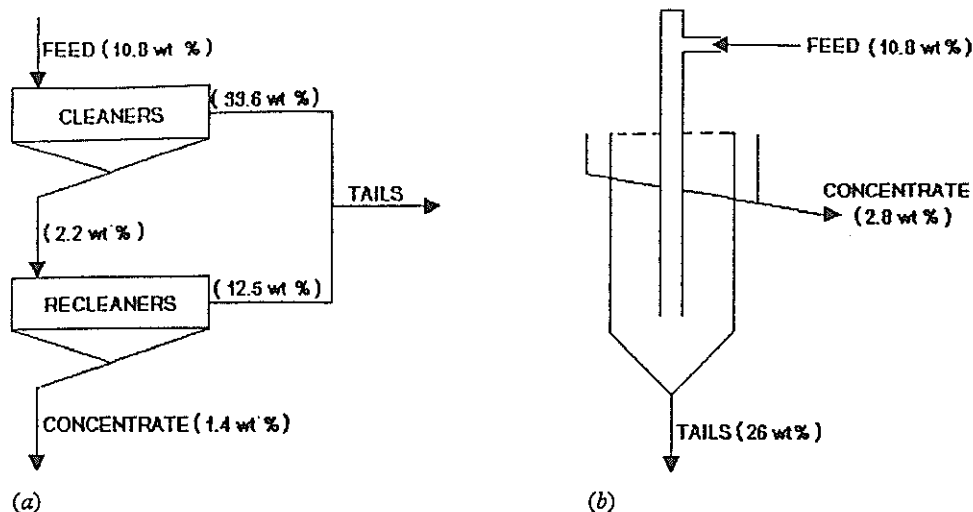 FEED (10.8 wt %)
(33.6 wt %)
CLEANERS
TAILS
(2.2 wt %)
(12.5 wt %)
RECLEANERS
CONCENTRATE (1.4 wt %)
(a)
FEED (10.8 wt%)
CONCENTRATE
(2.8 wt %)
TAILS (26 wt%)
(b)